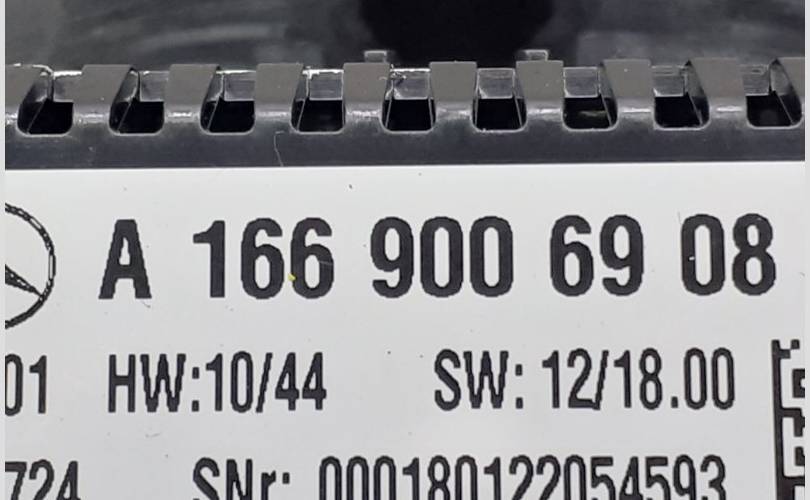 A 166 900 69 08
01 HW:10/44 SW: 12/18.00
724 SNr: 000180122054593